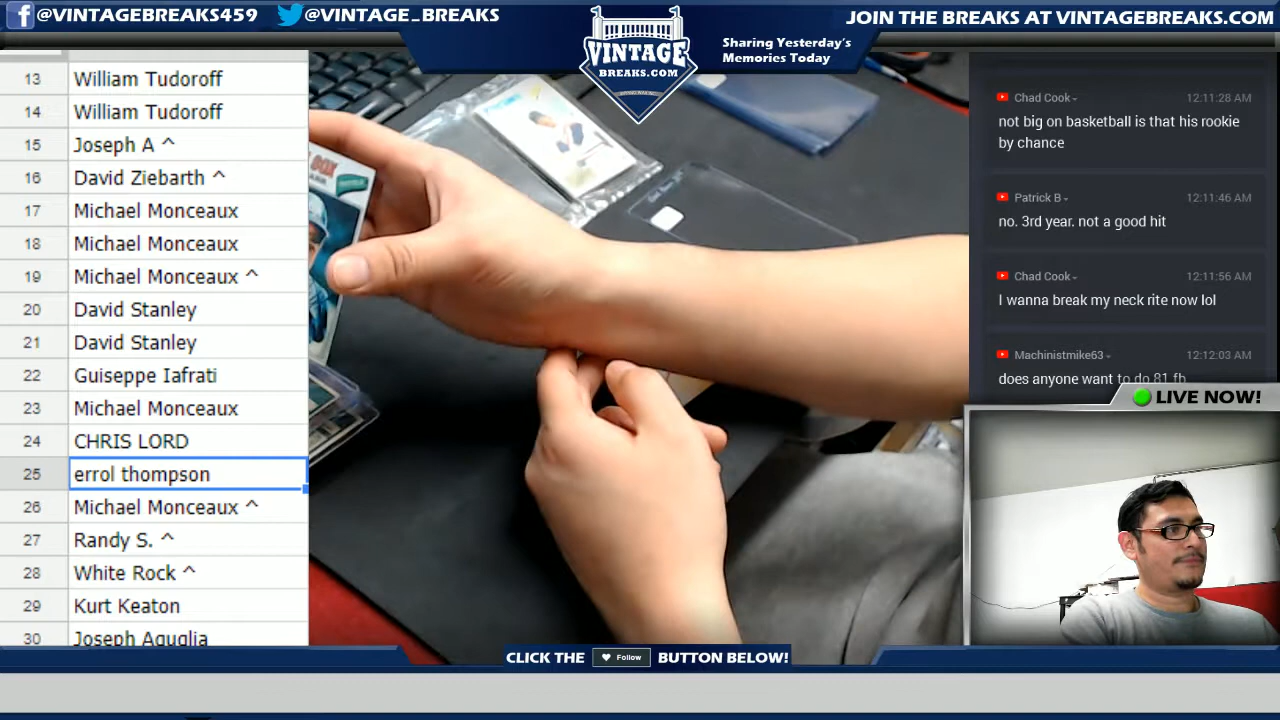 @VINTAGEBREAKS459
@VINTAGE_BREAKS
VINTAGE
BREAKS.COM
Sharing Yesterday's
Memories Today
JOIN THE BREAKS AT VINTAGEBREAKS.COM
13 William Tudoroff
14 William Tudoroff
15 Joseph A ^
16 David Ziebarth ^
17 Michael Monceaux
18 Michael Monceaux
19 Michael Monceaux ^
20 David Stanley
21 David Stanley
22 Guiseppe Iafrati
23 Michael Monceaux
24 CHRIS LORD
25 errol thompson
26 Michael Monceaux ^
27 Randy S. ^
28 White Rock ^
29 Kurt Keaton
30 Joseph Aguglia
Chad Cook 12:11:28 AM
not big on basketball is that his rookie
by chance
Patrick B 12:11:46 AM
no. 3rd year. not a good hit
Chad Cook 12:11:56 AM
I wanna break my neck rite now lol
Machinistmike63 12:12:03 AM
does anyone want to do 81 fb
LIVE NOW!
CLICK THE Follow BUTTON BELOW!